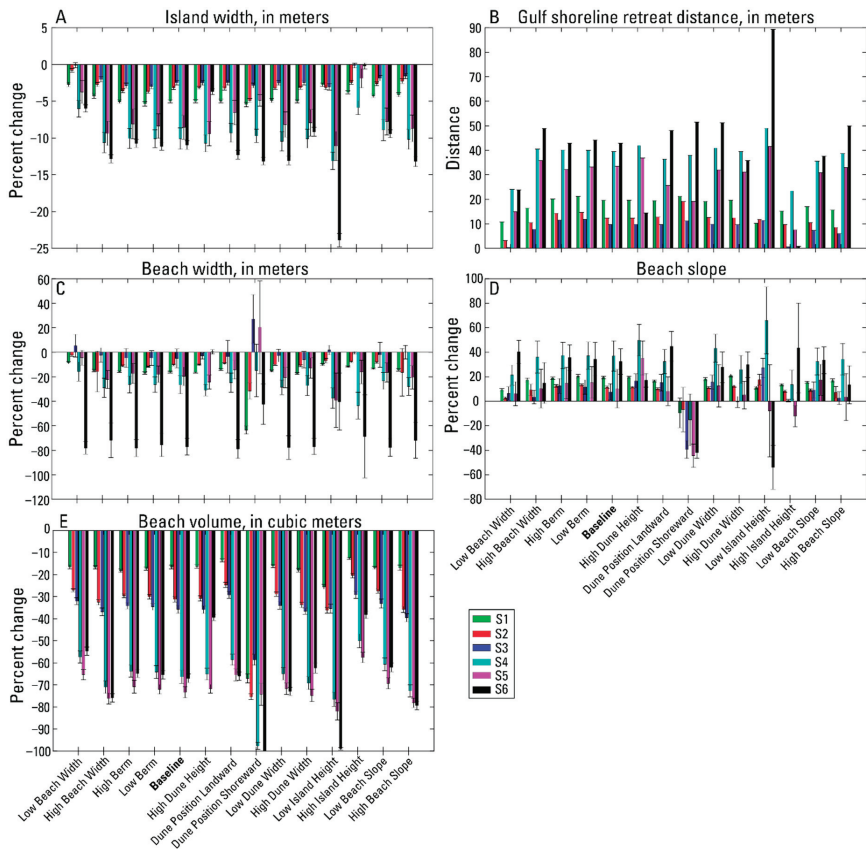 A
Island width, in meters
Percent change
0
-5
-10
-15
-20
-25
B
Gulf shoreline retreat distance, in meters
Distance
90
80
70
60
50
40
30
20
10
0
C
Beach width, in meters
Percent change
60
40
20
0
-20
-40
-60
-80
-100
-120
D
Beach slope
Percent change
100
80
60
40
20
0
-20
-40
-60
-80
Low Beach Width
High Beach Width
High Berm
Low Berm
Baseline
High Dune Height
Dune Position Landward
Dune Position Shoreward
Low Dune Width
High Dune Width
Low Island Height
High Island Height
Low Beach Slope
High Beach Slope
E
Beach volume, in cubic meters
Percent change
0
-10
-20
-30
-40
-50
-60
-70
-80
-90
-100
Low Beach Width
High Beach Width
High Berm
Low Berm
Baseline
High Dune Height
Dune Position Landward
Dune Position Shoreward
Low Dune Width
High Dune Width
Low Island Height
High Island Height
Low Beach Slope
High Beach Slope
S1
S2
S3
S4
S5
S6